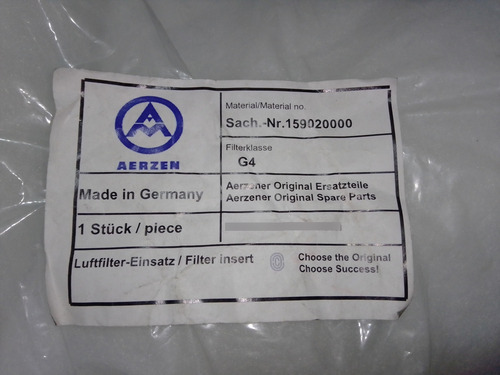 AERZEN
Material/Material no.
Sach.-Nr.159020000
Filterklasse
G4
Made in Germany
Aerzener Original Ersatzteile
Aerzener Original Spare Parts
1 Stück / piece
Luftfilter-Einsatz / Filter insert
Choose the Original
Choose Success!